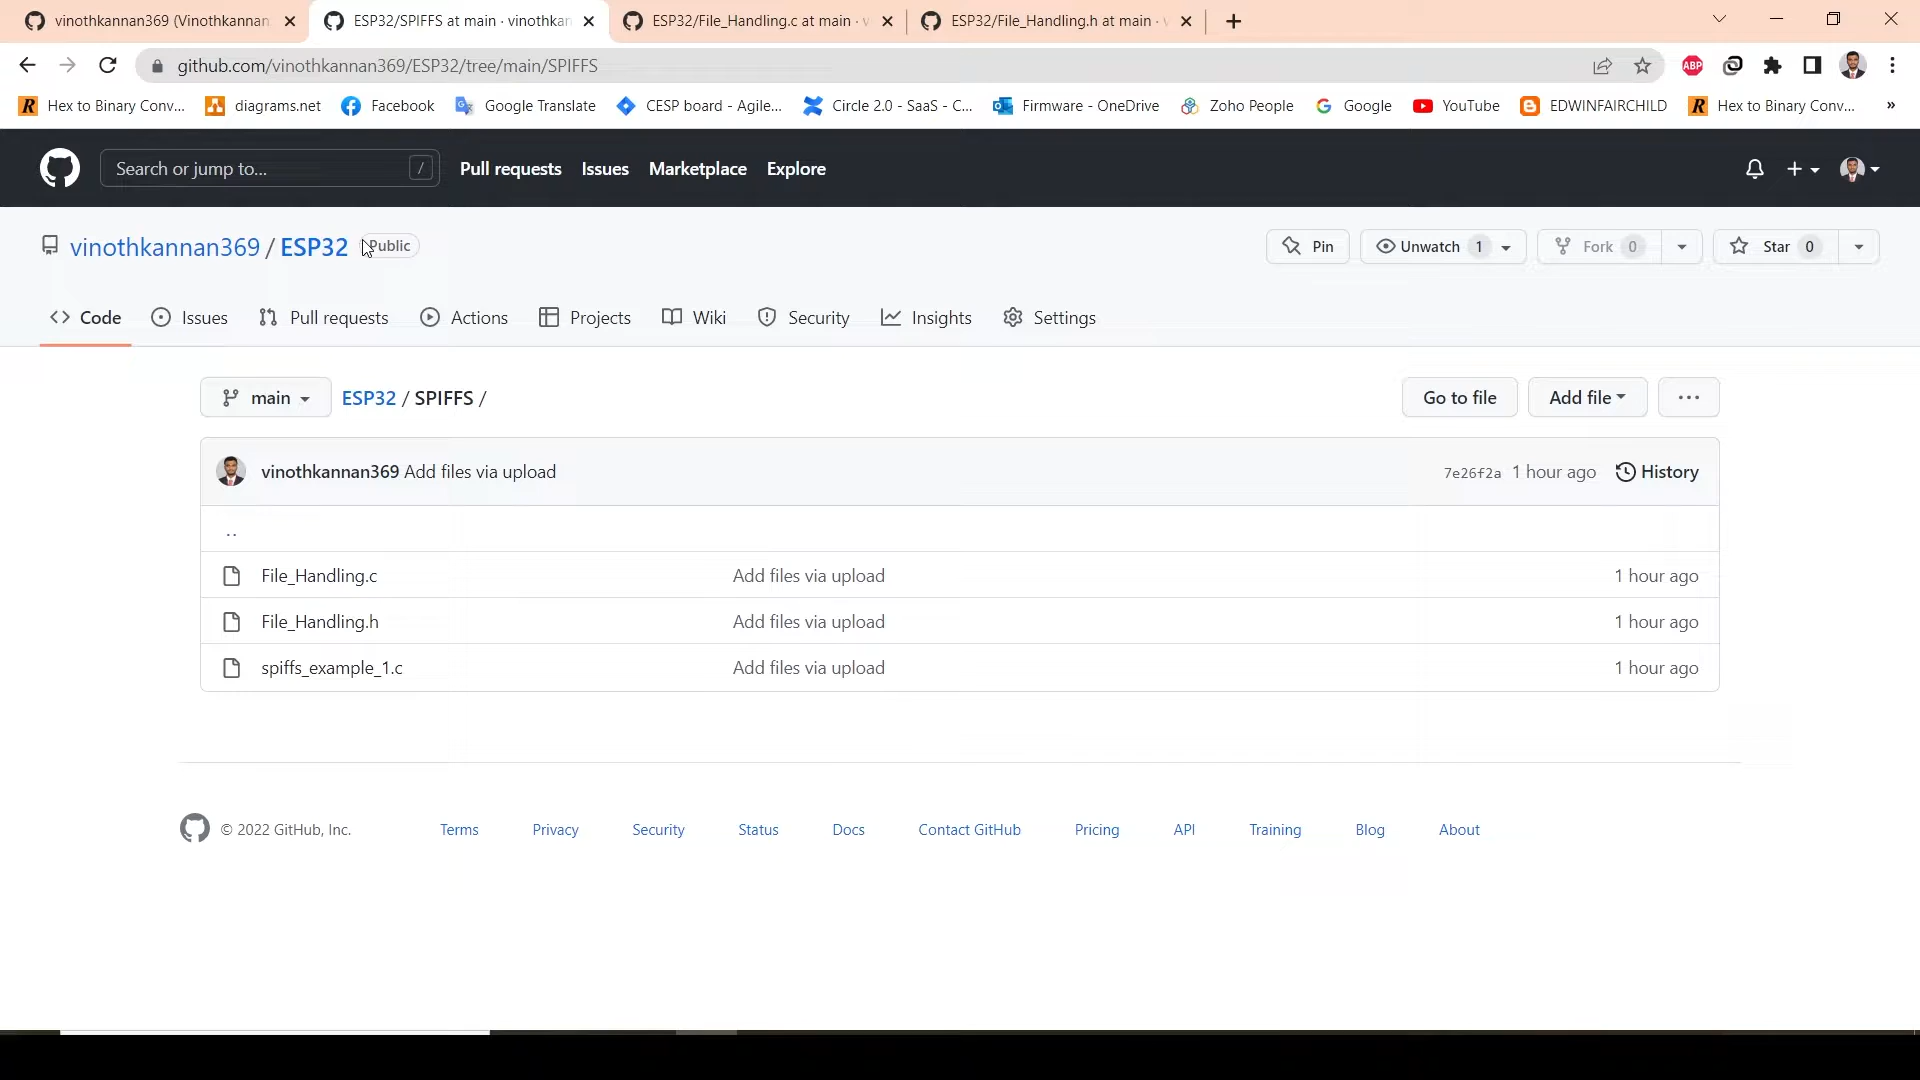 vinothkannan369 (Vinothkannan
ESP32/SPIFFS at main · vinothkan
ESP32/File_Handling.c at main · v
ESP32/File_Handling.h at main · v
github.com/vinothkannan369/ESP32/tree/main/SPIFFS
ABP
Hex to Binary Conv... diagrams.net Facebook Google Translate CESP board - Agile... Circle 2.0 - SaaS - C... Firmware - OneDrive Zoho People Google YouTube EDWINFAIRCHILD Hex to Binary Conv... »
Search or jump to... / Pull requests Issues Marketplace Explore
vinothkannan369 / ESP32 Public
Pin Unwatch 1 Fork 0 Star 0
Code Issues Pull requests Actions Projects Wiki Security Insights Settings
main ESP32 / SPIFFS / Go to file Add file ...
vinothkannan369 Add files via upload 7e26f2a 1 hour ago History
..
File_Handling.c Add files via upload 1 hour ago
File_Handling.h Add files via upload 1 hour ago
spiffs_example_1.c Add files via upload 1 hour ago
© 2022 GitHub, Inc. Terms Privacy Security Status Docs Contact GitHub Pricing API Training Blog About